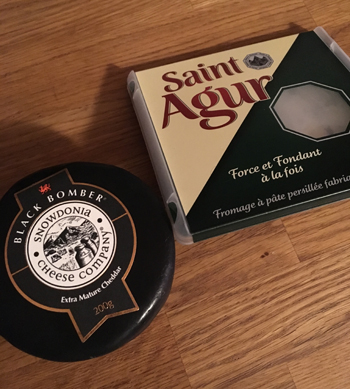 Saint
Agur
Force et Fondant
à la fois
Fromage à pâte persillée
BLACK BOMBER®
SNOWDONIA
CHEESE COMPANY
Extra Mature Cheddar
200g